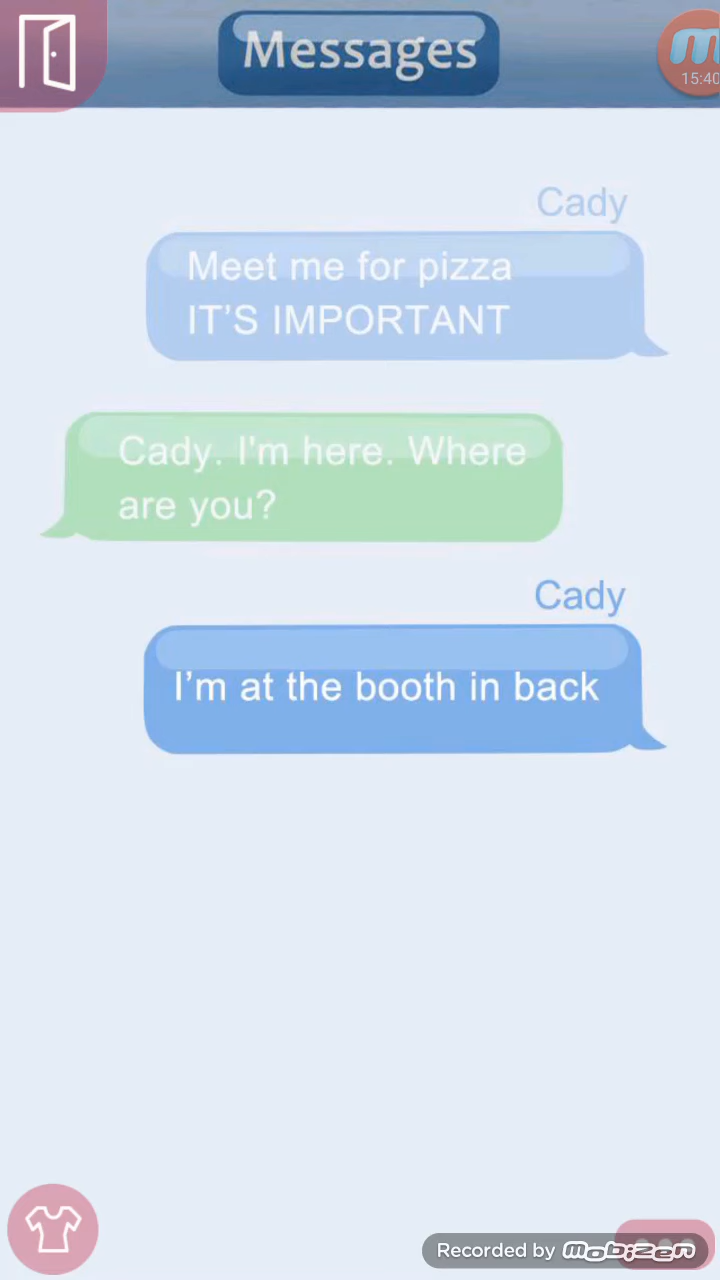 Messages
15:40
Cady
Meet me for pizza
IT'S IMPORTANT
Cady. I'm here. Where
are you?
Cady
I'm at the booth in back
Recorded by mobizen